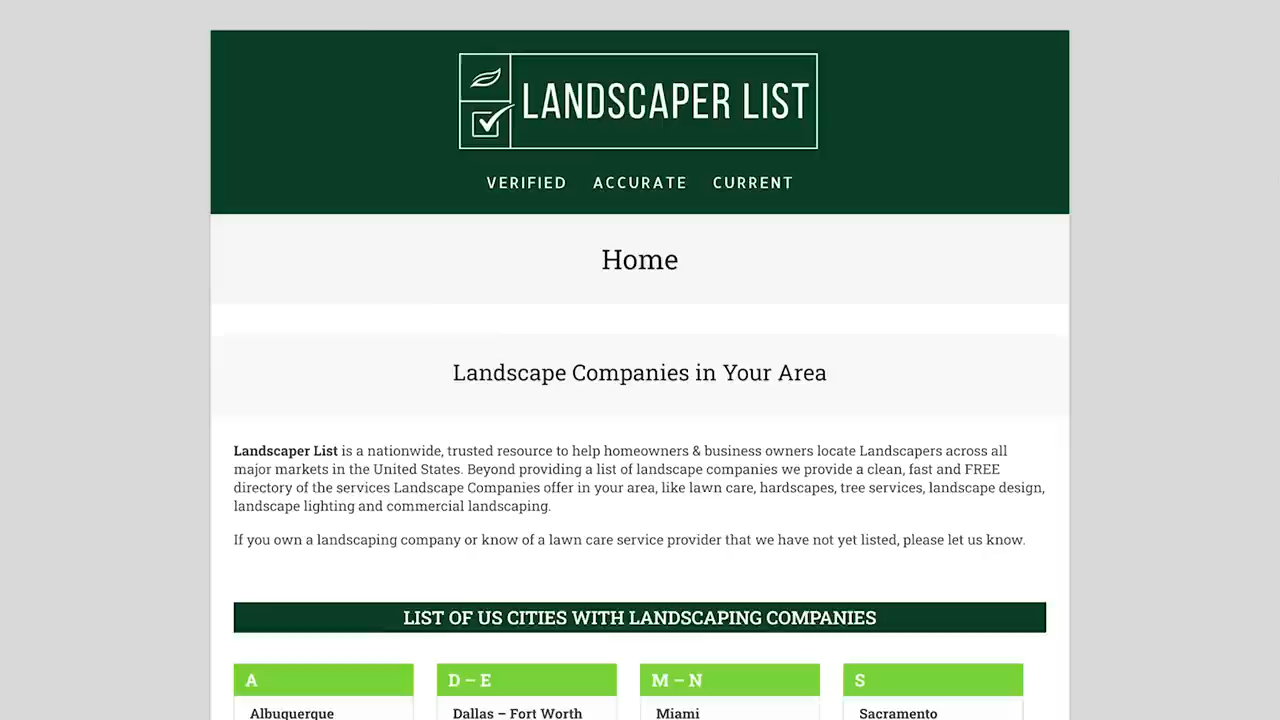 LANDSCAPER LIST
VERIFIED ACCURATE CURRENT
Home
Landscape Companies in Your Area
Landscaper List is a nationwide, trusted resource to help homeowners & business owners locate Landscapers across all
major markets in the United States. Beyond providing a list of landscape companies we provide a clean, fast and FREE
directory of the services Landscape Companies offer in your area, like lawn care, hardscapes, tree services, landscape design,
landscape lighting and commercial landscaping.
If you own a landscaping company or know of a lawn care service provider that we have not yet listed, please let us know.
LIST OF US CITIES WITH LANDSCAPING COMPANIES
A D – E M – N S
Albuquerque Dallas – Fort Worth Miami Sacramento